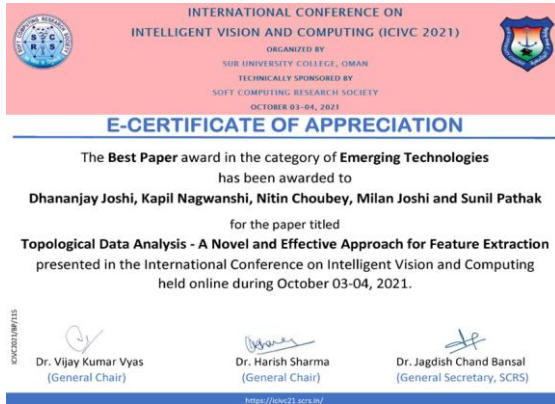 INTERNATIONAL CONFERENCE ON
INTELLIGENT VISION AND COMPUTING (ICIVC 2021)
ORGANIZED BY
SUR UNIVERSITY COLLEGE, OMAN
TECHNICALLY SPONSORED BY
SOFT COMPUTING RESEARCH SOCIETY
OCTOBER 03-04, 2021
E-CERTIFICATE OF APPRECIATION
The Best Paper award in the category of Emerging Technologies
has been awarded to
Dhananjay Joshi, Kapil Nagwanshi, Nitin Choubey, Milan Joshi and Sunil Pathak
for the paper titled
Topological Data Analysis - A Novel and Effective Approach for Feature Extraction
presented in the International Conference on Intelligent Vision and Computing
held online during October 03-04, 2021.
ICIVC2021/BP/115
Dr. Vijay Kumar Vyas
(General Chair)
Dr. Harish Sharma
(General Chair)
Dr. Jagdish Chand Bansal
(General Secretary, SCRS)
https://icivc21.scrs.in/